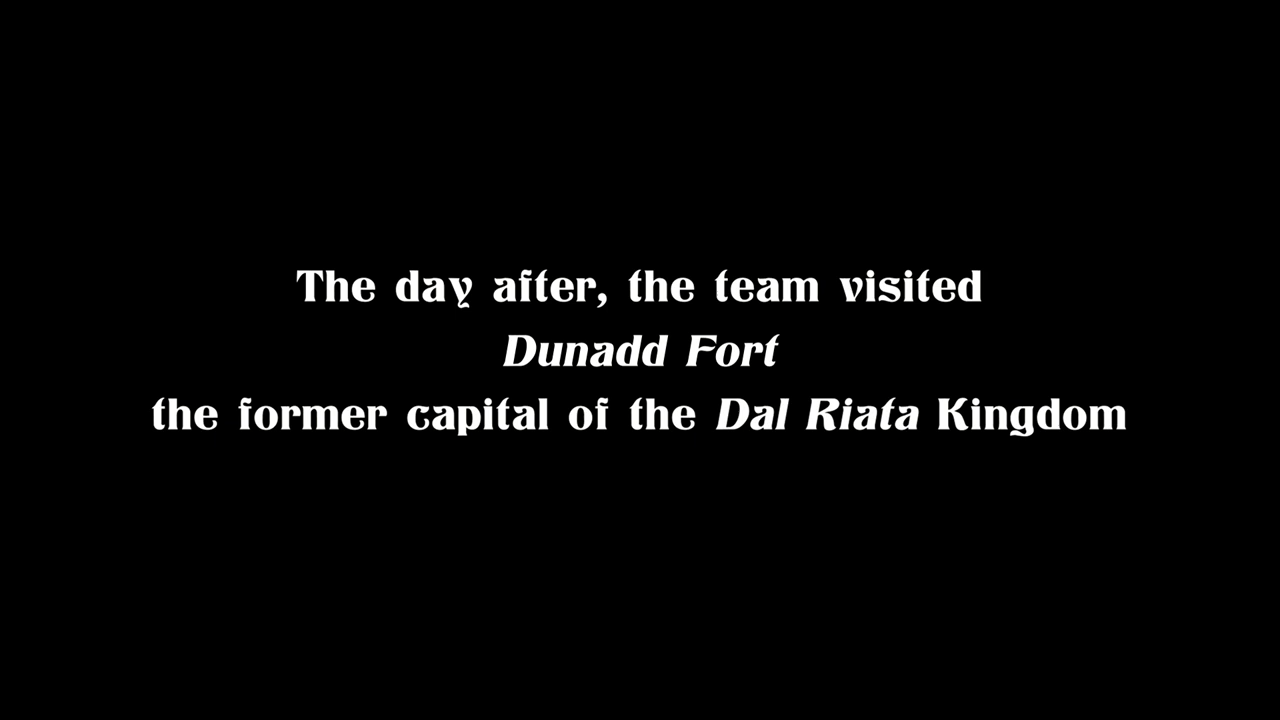 The day after, the team visited
Dunadd Fort
the former capital of the Dal Riata Kingdom